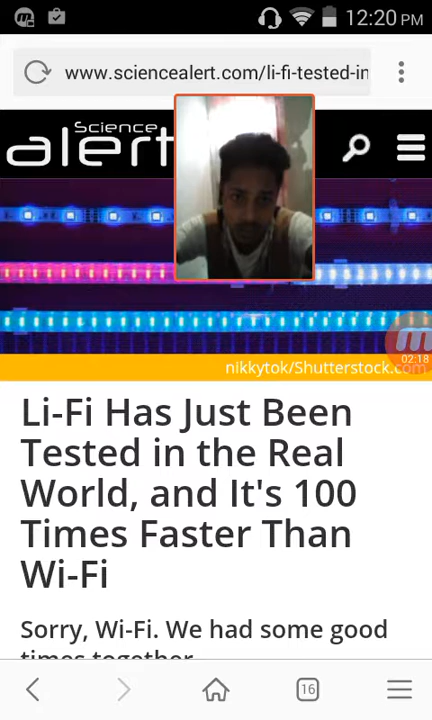 12:20 PM
www.sciencealert.com/li-fi-tested-in
Science
alert
02:18
nikkytok/Shutterstock.com
Li-Fi Has Just Been
Tested in the Real
World, and It's 100
Times Faster Than
Wi-Fi
Sorry, Wi-Fi. We had some good
times together
16